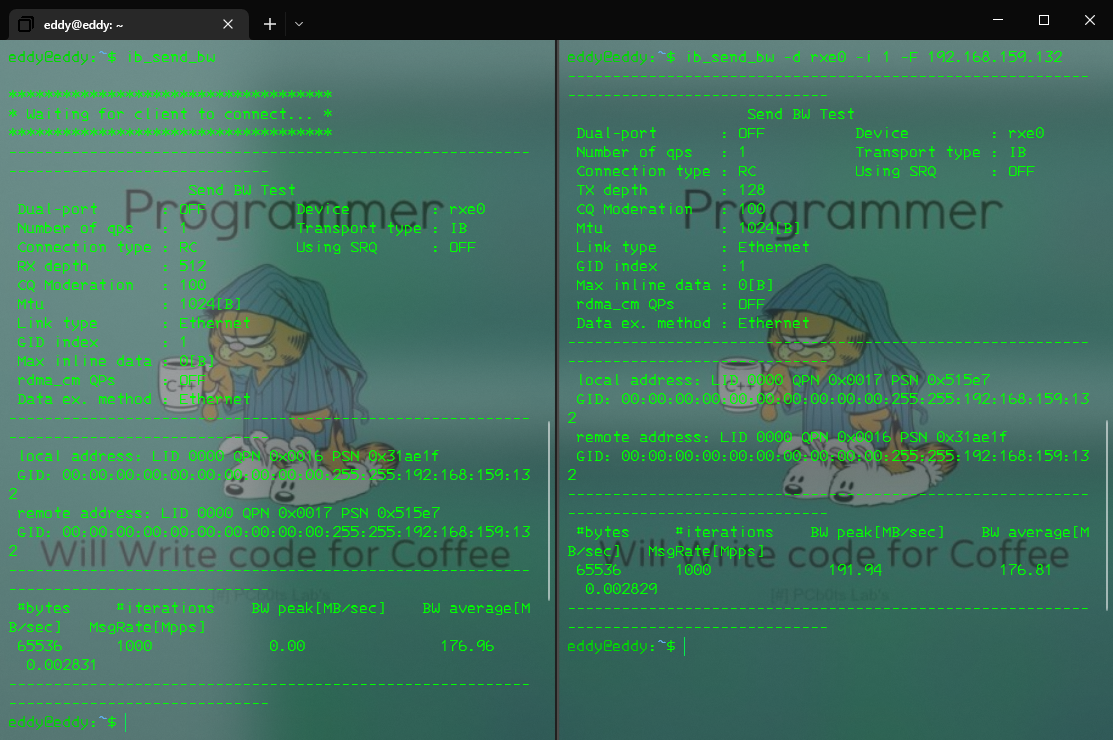 eddy@eddy: ~
eddy@eddy:~$ ib_send_bw
************************************
* Waiting for client to connect... *
************************************
----------------------------------------------------------
-----------------------------
Send BW Test
Dual-port : OFF Device : rxe0
Number of qps : 1 Transport type : IB
Connection type : RC Using SRQ : OFF
RX depth : 512
CQ Moderation : 100
Mtu : 1024[B]
Link type : Ethernet
GID index : 1
Max inline data : 0[B]
rdma_cm QPs : OFF
Data ex. method : Ethernet
----------------------------------------------------------
-----------------------------
local address: LID 0000 QPN 0x0016 PSN 0x31ae1f
GID: 00:00:00:00:00:00:00:00:00:00:255:255:192:168:159:13
2
remote address: LID 0000 QPN 0x0017 PSN 0x515e7
GID: 00:00:00:00:00:00:00:00:00:00:255:255:192:168:159:13
2
----------------------------------------------------------
-----------------------------
#bytes #iterations BW peak[MB/sec] BW average[M
B/sec] MsgRate[Mpps]
65536 1000 0.00 176.96
0.002831
----------------------------------------------------------
-----------------------------
eddy@eddy:~$
eddy@eddy:~$ ib_send_bw -d rxe0 -i 1 -F 192.168.159.132
----------------------------------------------------------
-----------------------------
Send BW Test
Dual-port : OFF Device : rxe0
Number of qps : 1 Transport type : IB
Connection type : RC Using SRQ : OFF
TX depth : 128
CQ Moderation : 100
Mtu : 1024[B]
Link type : Ethernet
GID index : 1
Max inline data : 0[B]
rdma_cm QPs : OFF
Data ex. method : Ethernet
----------------------------------------------------------
-----------------------------
local address: LID 0000 QPN 0x0017 PSN 0x515e7
GID: 00:00:00:00:00:00:00:00:00:00:255:255:192:168:159:13
2
remote address: LID 0000 QPN 0x0016 PSN 0x31ae1f
GID: 00:00:00:00:00:00:00:00:00:00:255:255:192:168:159:13
2
----------------------------------------------------------
-----------------------------
#bytes #iterations BW peak[MB/sec] BW average[M
B/sec] MsgRate[Mpps]
65536 1000 191.94 176.81
0.002829
----------------------------------------------------------
-----------------------------
eddy@eddy:~$
Programmer
Will Write code for Coffee
Programmer
Will Write code for Coffee